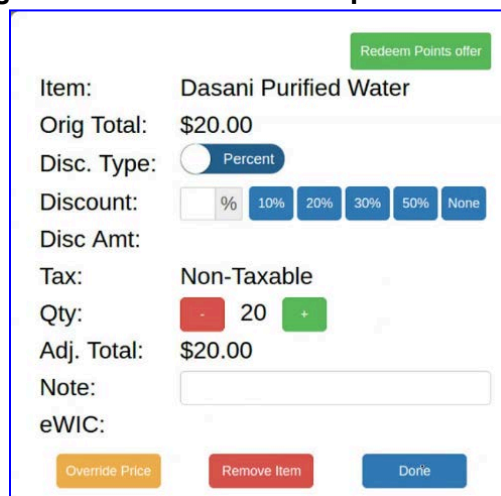 Redeem Points offer
Item: Dasani Purified Water
Orig Total: $20.00
Disc. Type: Percent
Discount: % 10% 20% 30% 50% None
Disc Amt:
Tax: Non-Taxable
Qty: - 20 +
Adj. Total: $20.00
Note:
eWIC:
Override Price Remove Item Done